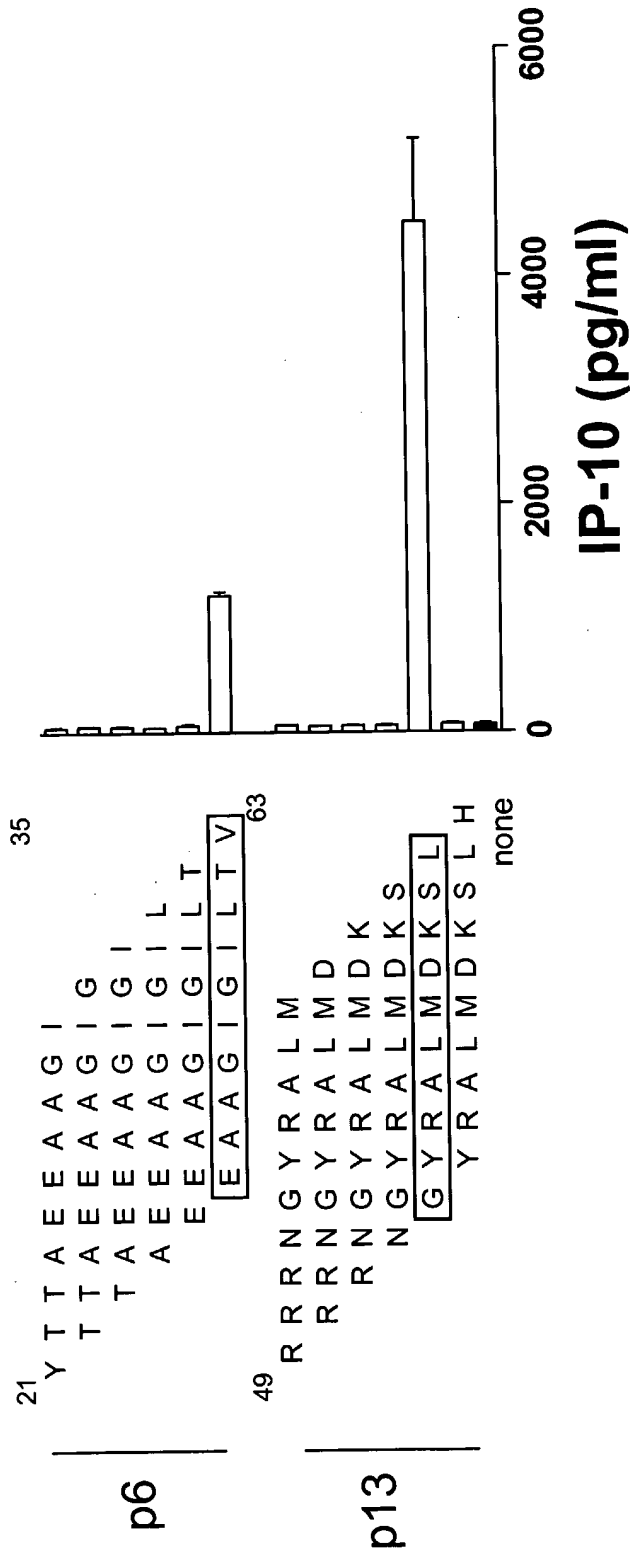 21 35
p6
Y T T A E E A A G I
T T A E E A A G I G
T A E E A A G I G I
A E E A A G I G I L
E E A A G I G I L T
E A A G I G I L T V
49 63
p13
R R R N G Y R A L M
R R N G Y R A L M D
R N G Y R A L M D K
N G Y R A L M D K S
G Y R A L M D K S L
Y R A L M D K S L H
none
0 2000 4000 6000
IP-10 (pg/ml)